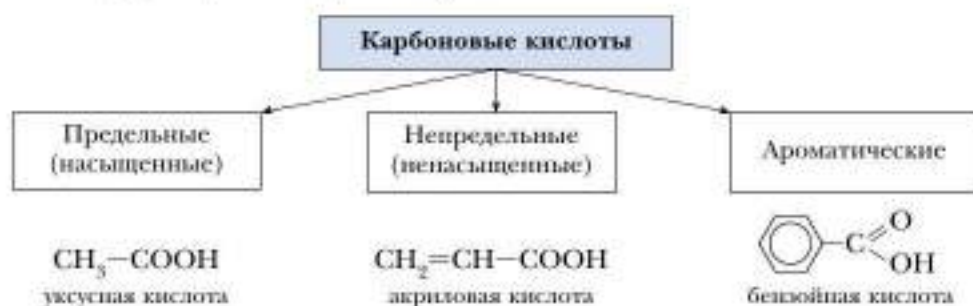 Карбоновые кислоты
Предельные
(насыщенные)
Непредельные
(ненасыщенные)
Ароматические
CH₃—COOH
уксусная кислота
CH₂=CH—COOH
акриловая кислота
C
O
OH
бензойная кислота